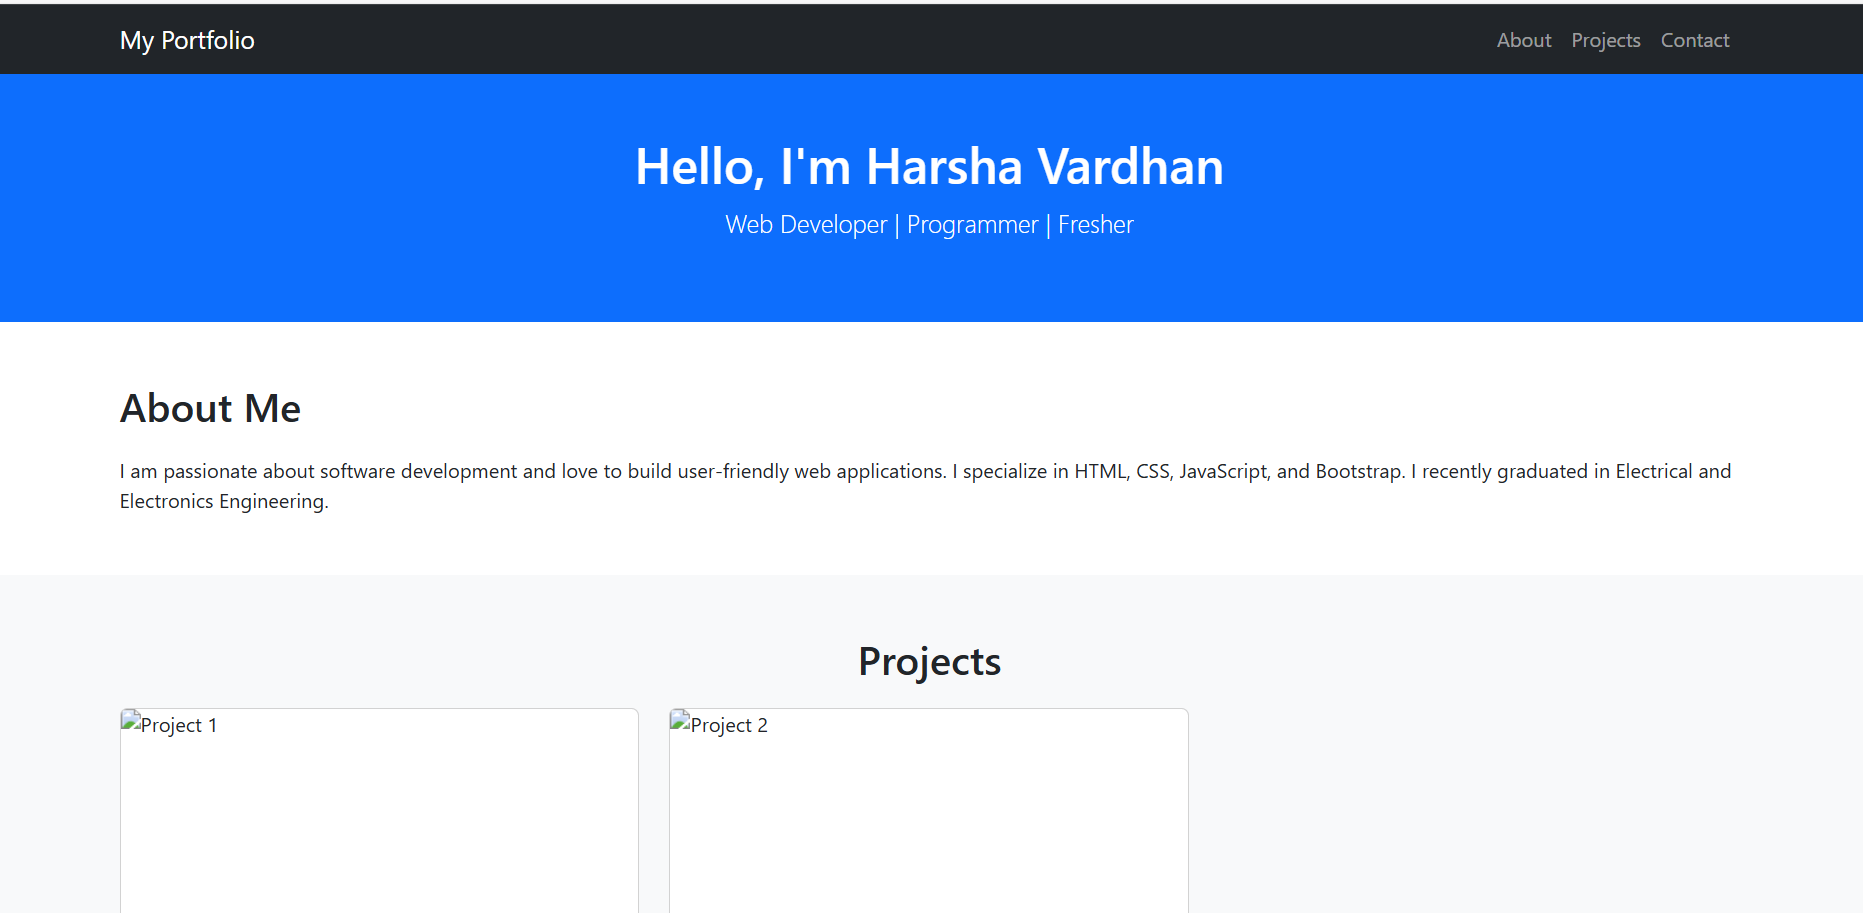 My Portfolio
About Projects Contact
Hello, I'm Harsha Vardhan
Web Developer | Programmer | Fresher
About Me
I am passionate about software development and love to build user-friendly web applications. I specialize in HTML, CSS, JavaScript, and Bootstrap. I recently graduated in Electrical and
Electronics Engineering.
Projects
Project 1
Project 2